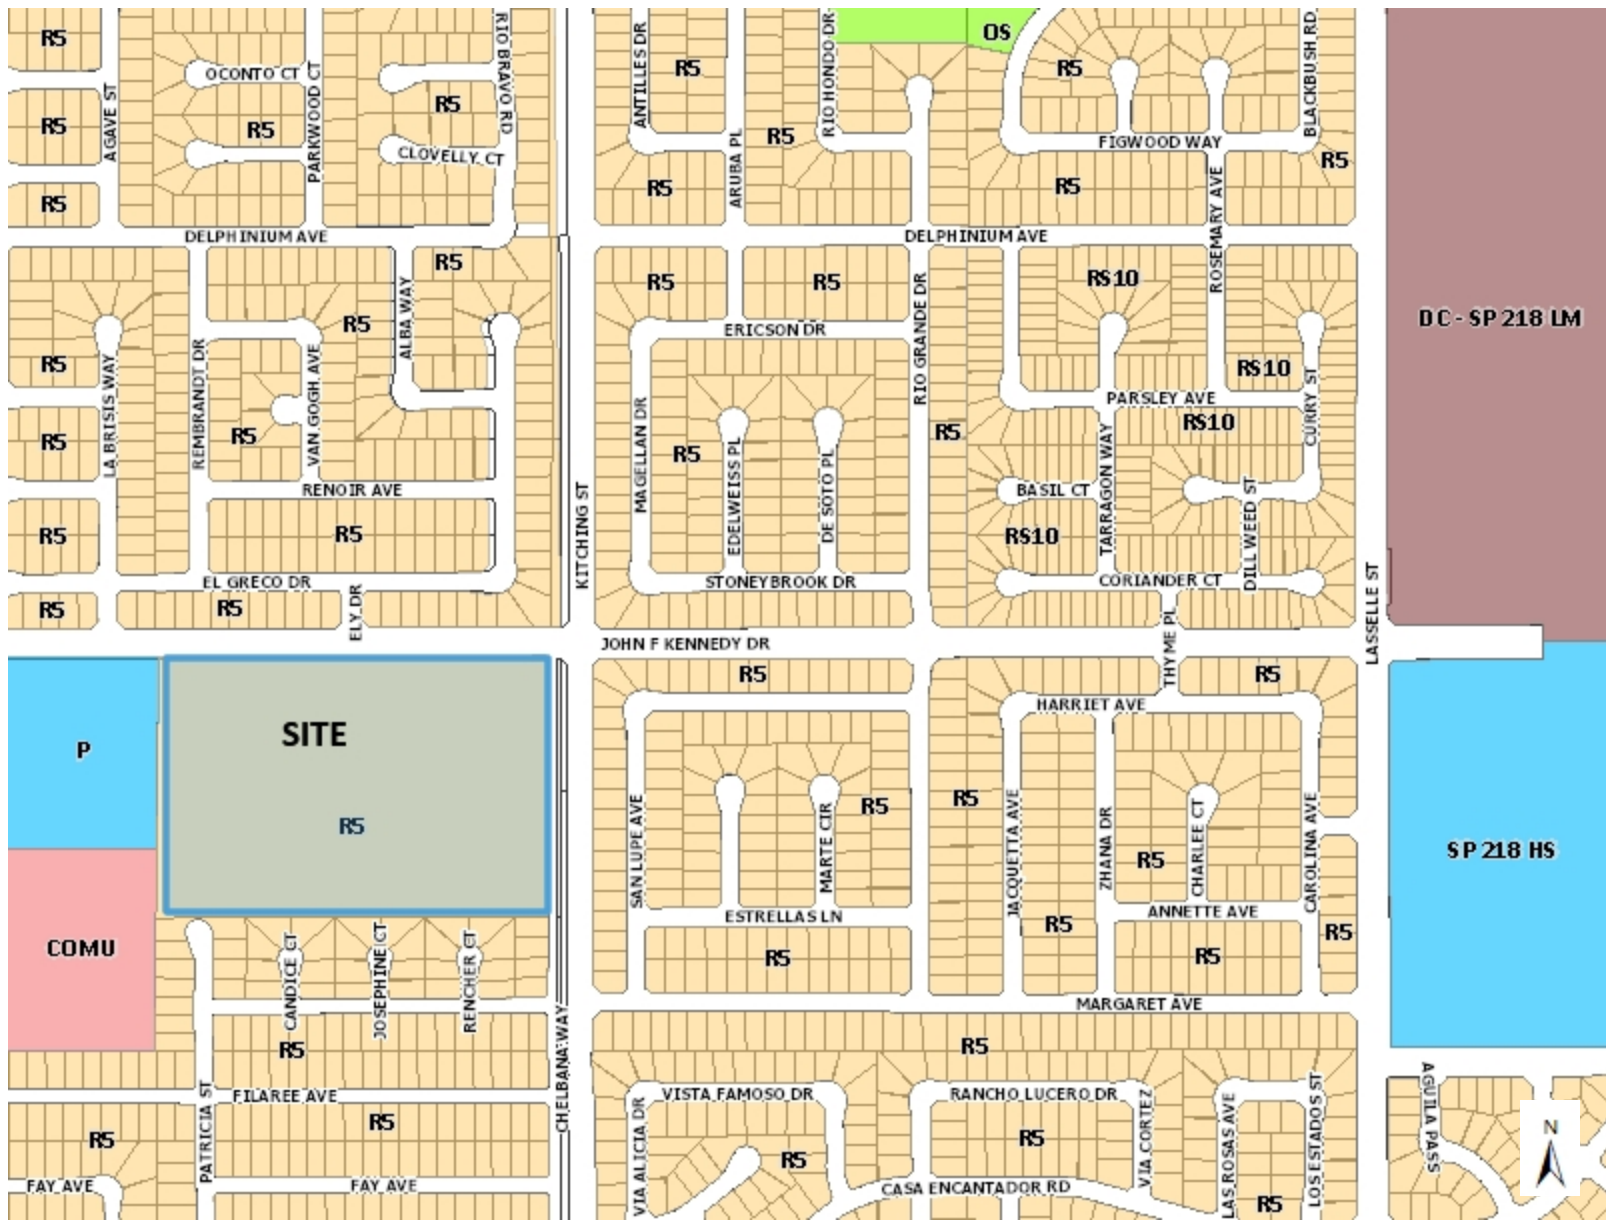 R5
OCONTO CT
RIO BRAVO RD
ANTILLES DR
R5
RIO HONDO DR
OS
R5
BLACKBUSH RD
AGAVE ST
R5
R5
PARKWOOD CT
R5
CLOVELLY CT
ARUBA PL
R5
FIGWOOD WAY
R5
R5
R5
R5
ROSEMARY AVE
DELPHINIUM AVE
DELPHINIUM AVE
R5
ALBA WAY
R5
R5
RIO GRANDE DR
RS10
DC - SP 218 LM
R5
ERICSON DR
R5
LA BRISIS WAY
REMBRANDT DR
VAN GOGH AVE
RS10
CURRY ST
MAGELLAN DR
PARSLEY AVE
RS10
R5
R5
R5
R5
EDELWEISS PL
DE SOTO PL
TARRAGON WAY
RENOIR AVE
KITCHING ST
BASIL CT
DILL WEED ST
R5
R5
RS10
EL GRECO DR
STONEYBROOK DR
CORIANDER CT
LASSELLE ST
R5
R5
ELY DR
THYME PL
JOHN F KENNEDY DR
R5
R5
HARRIET AVE
P
SITE
R5
SAN LUPE AVE
MARTE CIR
R5
R5
JACQUETTA AVE
ZHANA DR
CHARLEE CT
CAROLINA AVE
R5
SP 218 HS
ESTRELLAS LN
R5
ANNETTE AVE
R5
COMU
CANDICE CT
JOSEPHINE CT
RENCHER CT
R5
R5
MARGARET AVE
CHELBANA WAY
R5
R5
PATRICIA ST
FILAREE AVE
VISTA FAMOSO DR
RANCHO LUCERO DR
VIA CORTEZ
LAS ROSAS AVE
LOS ESTADOS ST
AGUILA PASS
R5
R5
VIA ALICIA DR
R5
R5
N
FAY AVE
FAY AVE
CASA ENCANTADOR RD
R5